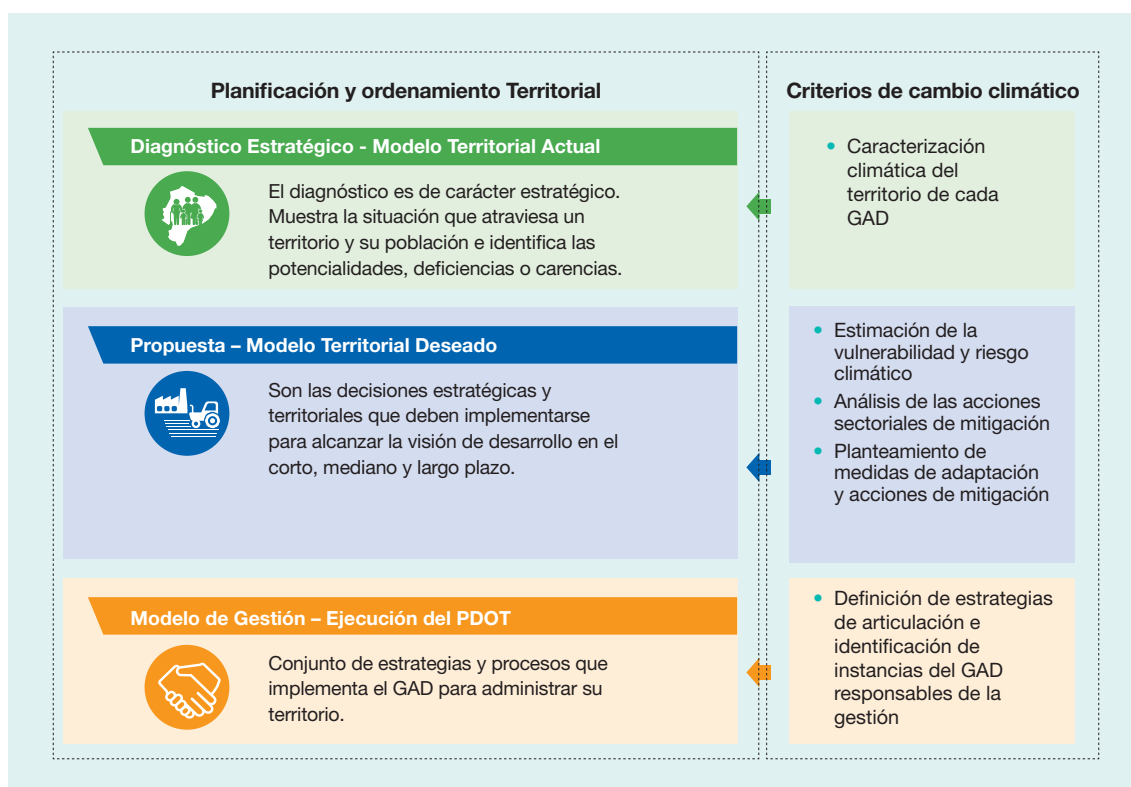 Planificación y ordenamiento Territorial
Criterios de cambio climático
Diagnóstico Estratégico - Modelo Territorial Actual
El diagnóstico es de carácter estratégico.
Muestra la situación que atraviesa un
territorio y su población e identifica las
potencialidades, deficiencias o carencias.
• Caracterización
climática del
territorio de cada
GAD
Propuesta – Modelo Territorial Deseado
Son las decisiones estratégicas y
territoriales que deben implementarse
para alcanzar la visión de desarrollo en el
corto, mediano y largo plazo.
• Estimación de la
vulnerabilidad y riesgo
climático
• Análisis de las acciones
sectoriales de mitigación
• Planteamiento de
medidas de adaptación
y acciones de mitigación
Modelo de Gestión – Ejecución del PDOT
Conjunto de estrategias y procesos que
implementa el GAD para administrar su
territorio.
• Definición de estrategias
de articulación e
identificación de
instancias del GAD
responsables de la
gestión